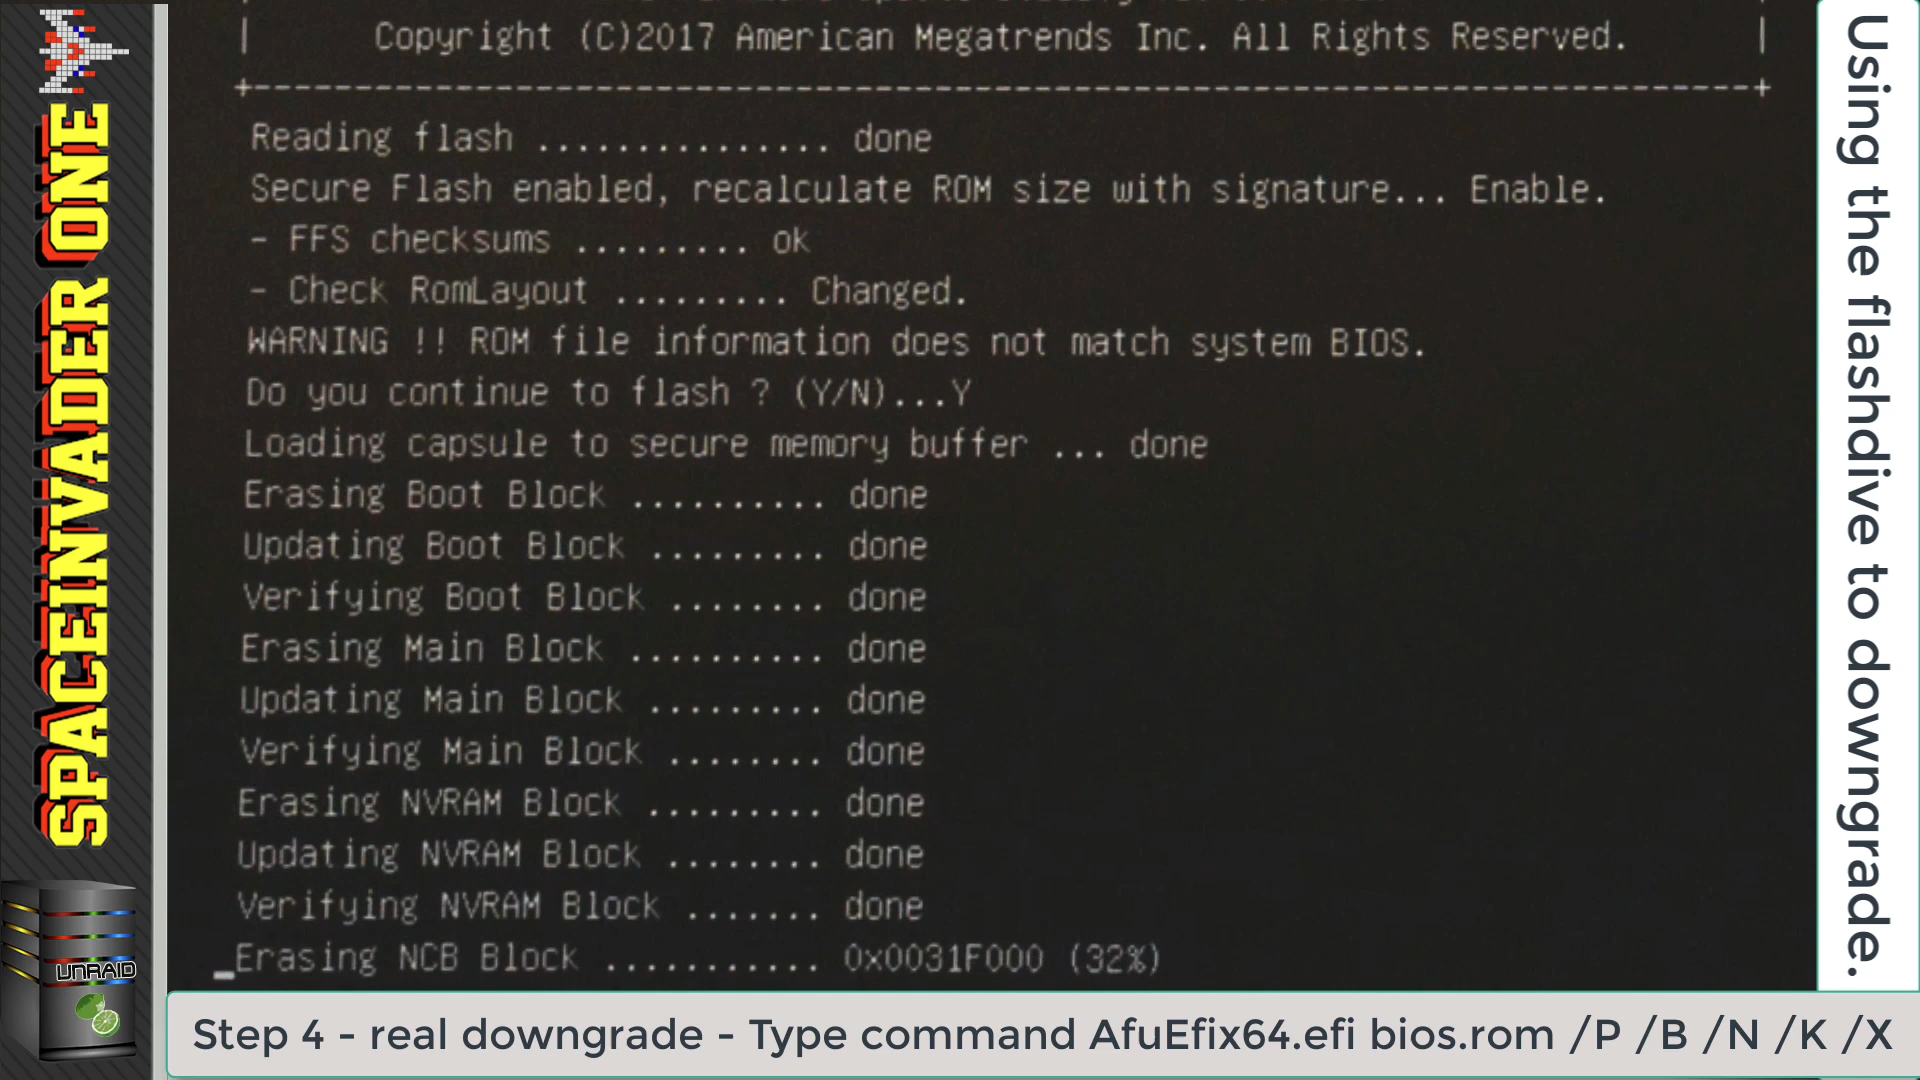 SPACEINVADER ONE
UNRAID
| Copyright (C)2017 American Megatrends Inc. All Rights Reserved. |
+---------------------------------------------------------------------------+
Reading flash ............... done
Secure Flash enabled, recalculate ROM size with signature... Enable.
- FFS checksums ......... ok
- Check RomLayout ......... Changed.
WARNING !! ROM file information does not match system BIOS.
Do you continue to flash ? (Y/N)...Y
Loading capsule to secure memory buffer ... done
Erasing Boot Block .......... done
Updating Boot Block ......... done
Verifying Boot Block ........ done
Erasing Main Block .......... done
Updating Main Block ......... done
Verifying Main Block ........ done
Erasing NVRAM Block ......... done
Updating NVRAM Block ........ done
Verifying NVRAM Block ....... done
Erasing NCB Block ........... 0x0031F000 (32%)
Using the flashdive to downgrade.
Step 4 - real downgrade - Type command AfuEfix64.efi bios.rom /P /B /N /K /X